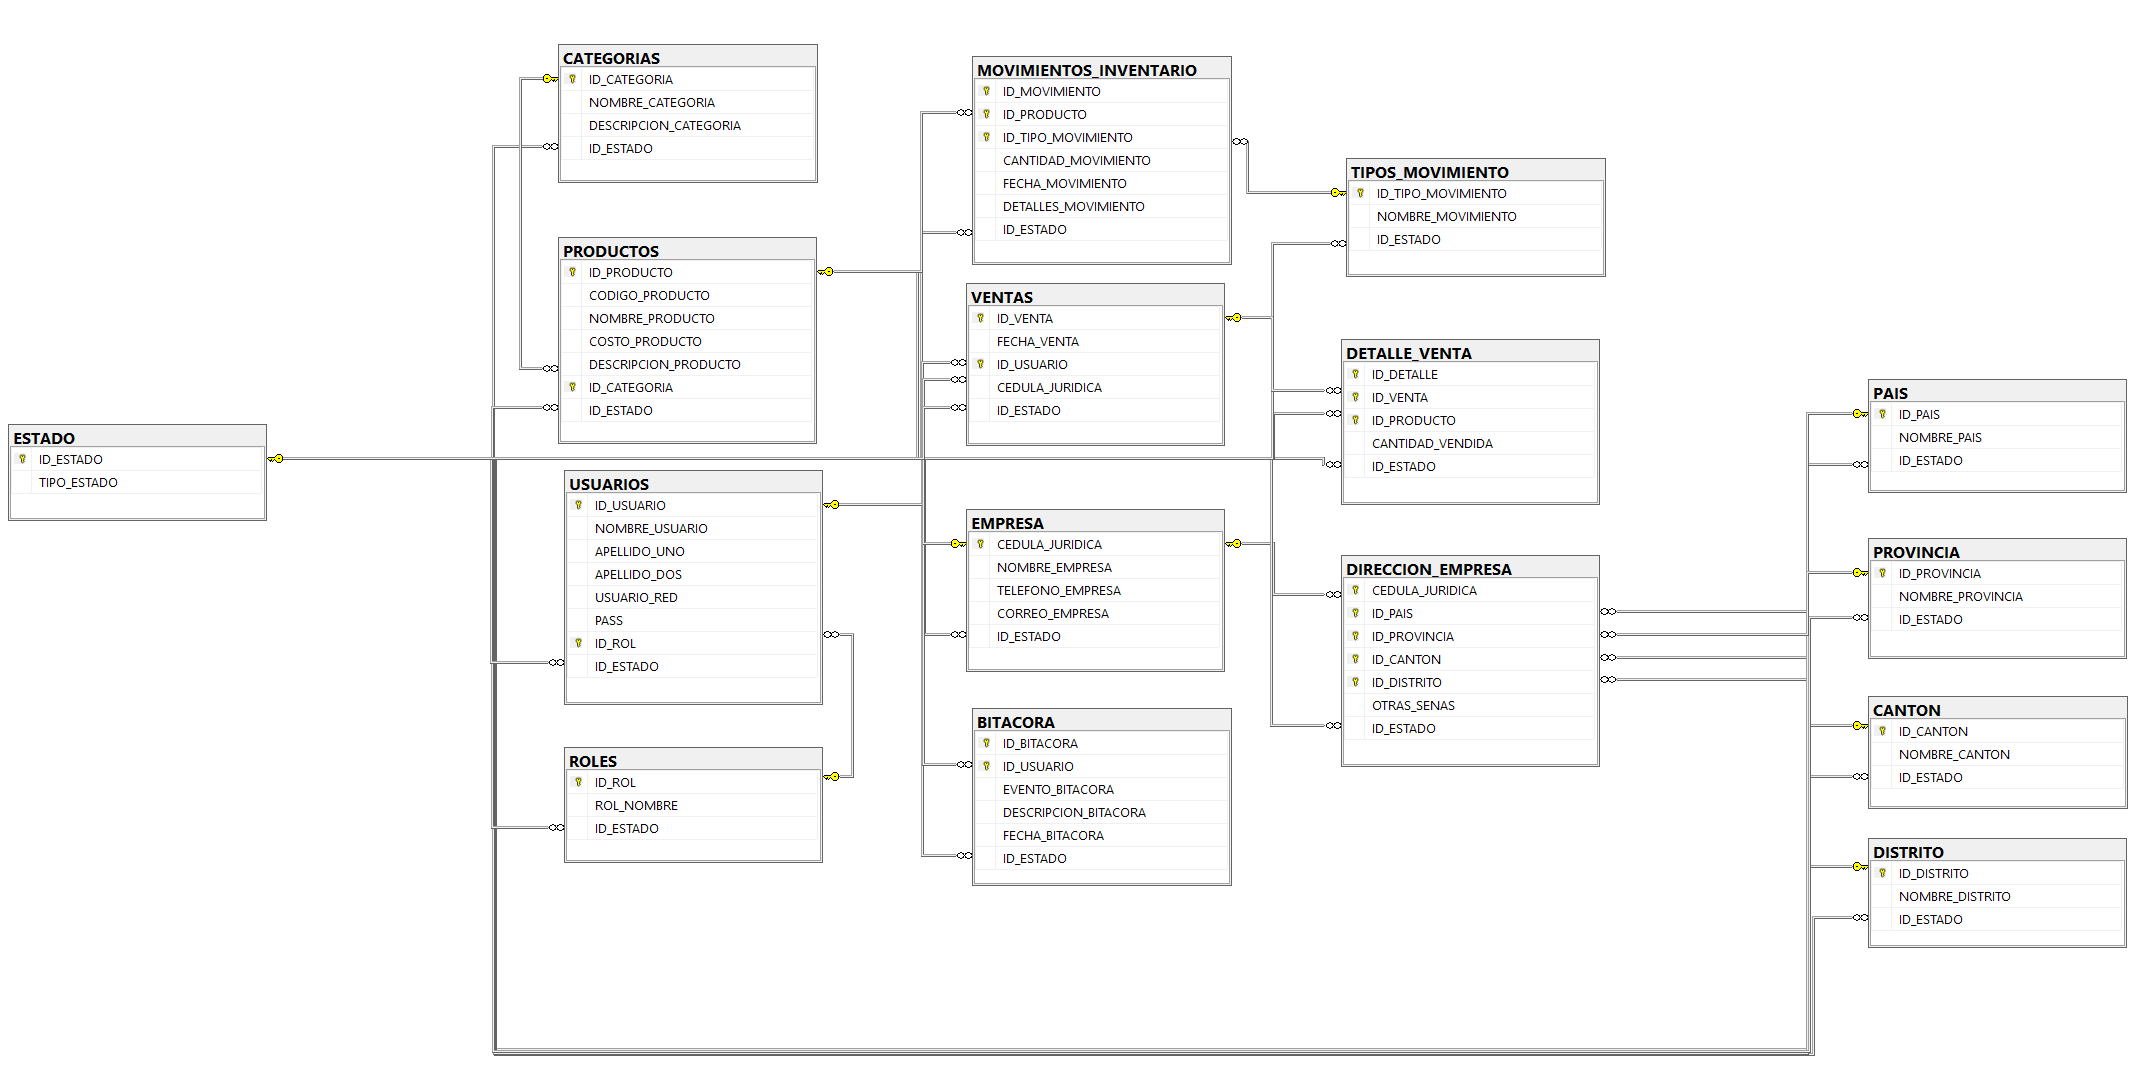 CATEGORIAS
ID_CATEGORIA
NOMBRE_CATEGORIA
DESCRIPCION_CATEGORIA
ID_ESTADO
PRODUCTOS
ID_PRODUCTO
CODIGO_PRODUCTO
NOMBRE_PRODUCTO
COSTO_PRODUCTO
DESCRIPCION_PRODUCTO
ID_CATEGORIA
ID_ESTADO
ESTADO
ID_ESTADO
TIPO_ESTADO
USUARIOS
ID_USUARIO
NOMBRE_USUARIO
APELLIDO_UNO
APELLIDO_DOS
USUARIO_RED
PASS
ID_ROL
ID_ESTADO
ROLES
ID_ROL
ROL_NOMBRE
ID_ESTADO
MOVIMIENTOS_INVENTARIO
ID_MOVIMIENTO
ID_PRODUCTO
ID_TIPO_MOVIMIENTO
CANTIDAD_MOVIMIENTO
FECHA_MOVIMIENTO
DETALLES_MOVIMIENTO
ID_ESTADO
VENTAS
ID_VENTA
FECHA_VENTA
ID_USUARIO
CEDULA_JURIDICA
ID_ESTADO
EMPRESA
CEDULA_JURIDICA
NOMBRE_EMPRESA
TELEFONO_EMPRESA
CORREO_EMPRESA
ID_ESTADO
BITACORA
ID_BITACORA
ID_USUARIO
EVENTO_BITACORA
DESCRIPCION_BITACORA
FECHA_BITACORA
ID_ESTADO
TIPOS_MOVIMIENTO
ID_TIPO_MOVIMIENTO
NOMBRE_MOVIMIENTO
ID_ESTADO
DETALLE_VENTA
ID_DETALLE
ID_VENTA
ID_PRODUCTO
CANTIDAD_VENDIDA
ID_ESTADO
DIRECCION_EMPRESA
CEDULA_JURIDICA
ID_PAIS
ID_PROVINCIA
ID_CANTON
ID_DISTRITO
OTRAS_SENAS
ID_ESTADO
PAIS
ID_PAIS
NOMBRE_PAIS
ID_ESTADO
PROVINCIA
ID_PROVINCIA
NOMBRE_PROVINCIA
ID_ESTADO
CANTON
ID_CANTON
NOMBRE_CANTON
ID_ESTADO
DISTRITO
ID_DISTRITO
NOMBRE_DISTRITO
ID_ESTADO